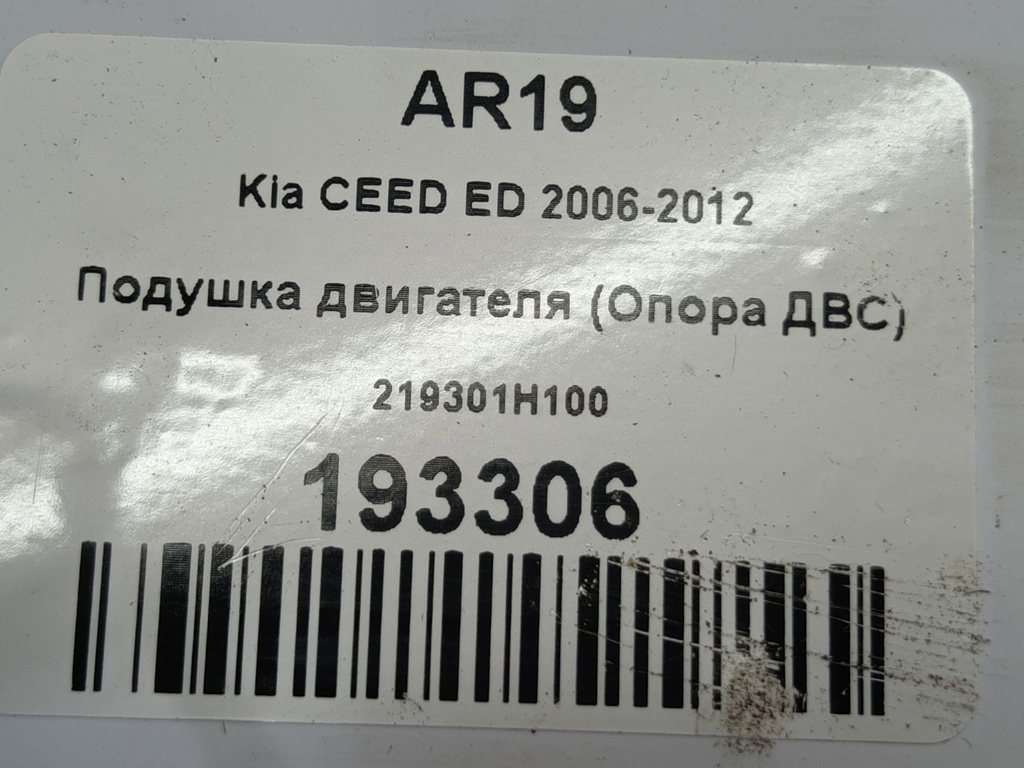 AR19
Kia CEED ED 2006-2012
Подушка двигателя (Опора ДВС)
219301H100
193306